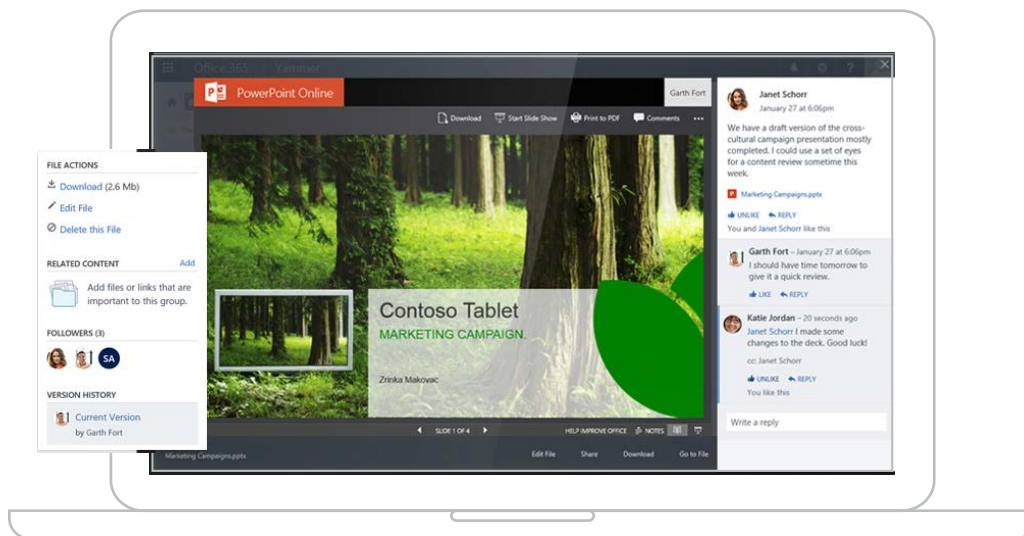 Office 365
Yammer
?
PowerPoint Online
Garth Fort
Download
Start Slide Show
Print to PDF
Comments
FILE ACTIONS
Download (2.6 Mb)
Edit File
Delete this File
RELATED CONTENT Add
Add files or links that are
important to this group.
FOLLOWERS (3)
SA
VERSION HISTORY
Current Version
by Garth Fort
Contoso Tablet
MARKETING CAMPAIGN.
Zrinka Makovac
SLIDE 1 OF 4
HELP IMPROVE OFFICE
NOTES
Marketing Campaigns.pptx
Edit File
Share
Download
Go to File
Janet Schorr
January 27 at 6:06pm
We have a draft version of the cross-
cultural campaign presentation mostly
completed. I could use a set of eyes
for a content review sometime this
week.
Marketing Campaigns.pptx
UNLIKE REPLY
You and Janet Schorr like this
Garth Fort – January 27 at 6:06pm
I should have time tomorrow to
give it a quick review.
LIKE REPLY
Katie Jordan – 20 seconds ago
Janet Schorr I made some
changes to the deck. Good luck!
cc: Janet Schorr
UNLIKE REPLY
You like this
Write a reply